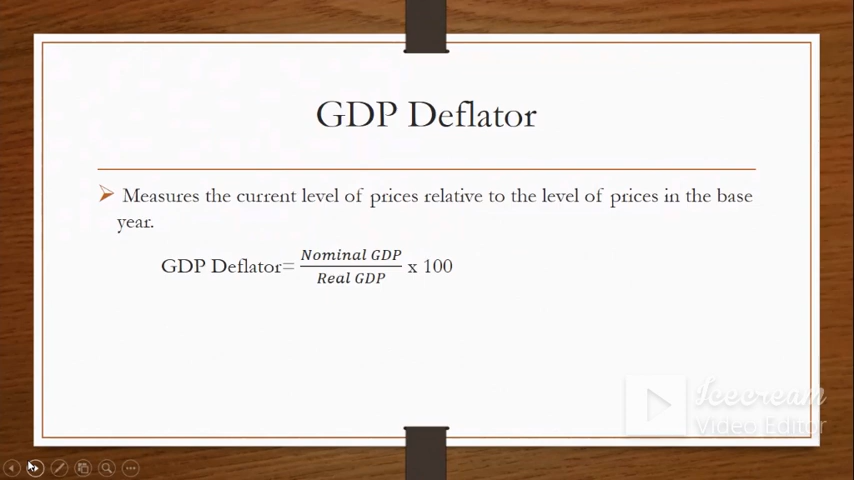 GDP Deflator
Measures the current level of prices relative to the level of prices in the base
year.
GDP Deflator= Nominal GDP / Real GDP x 100
Icecream
Video Editor